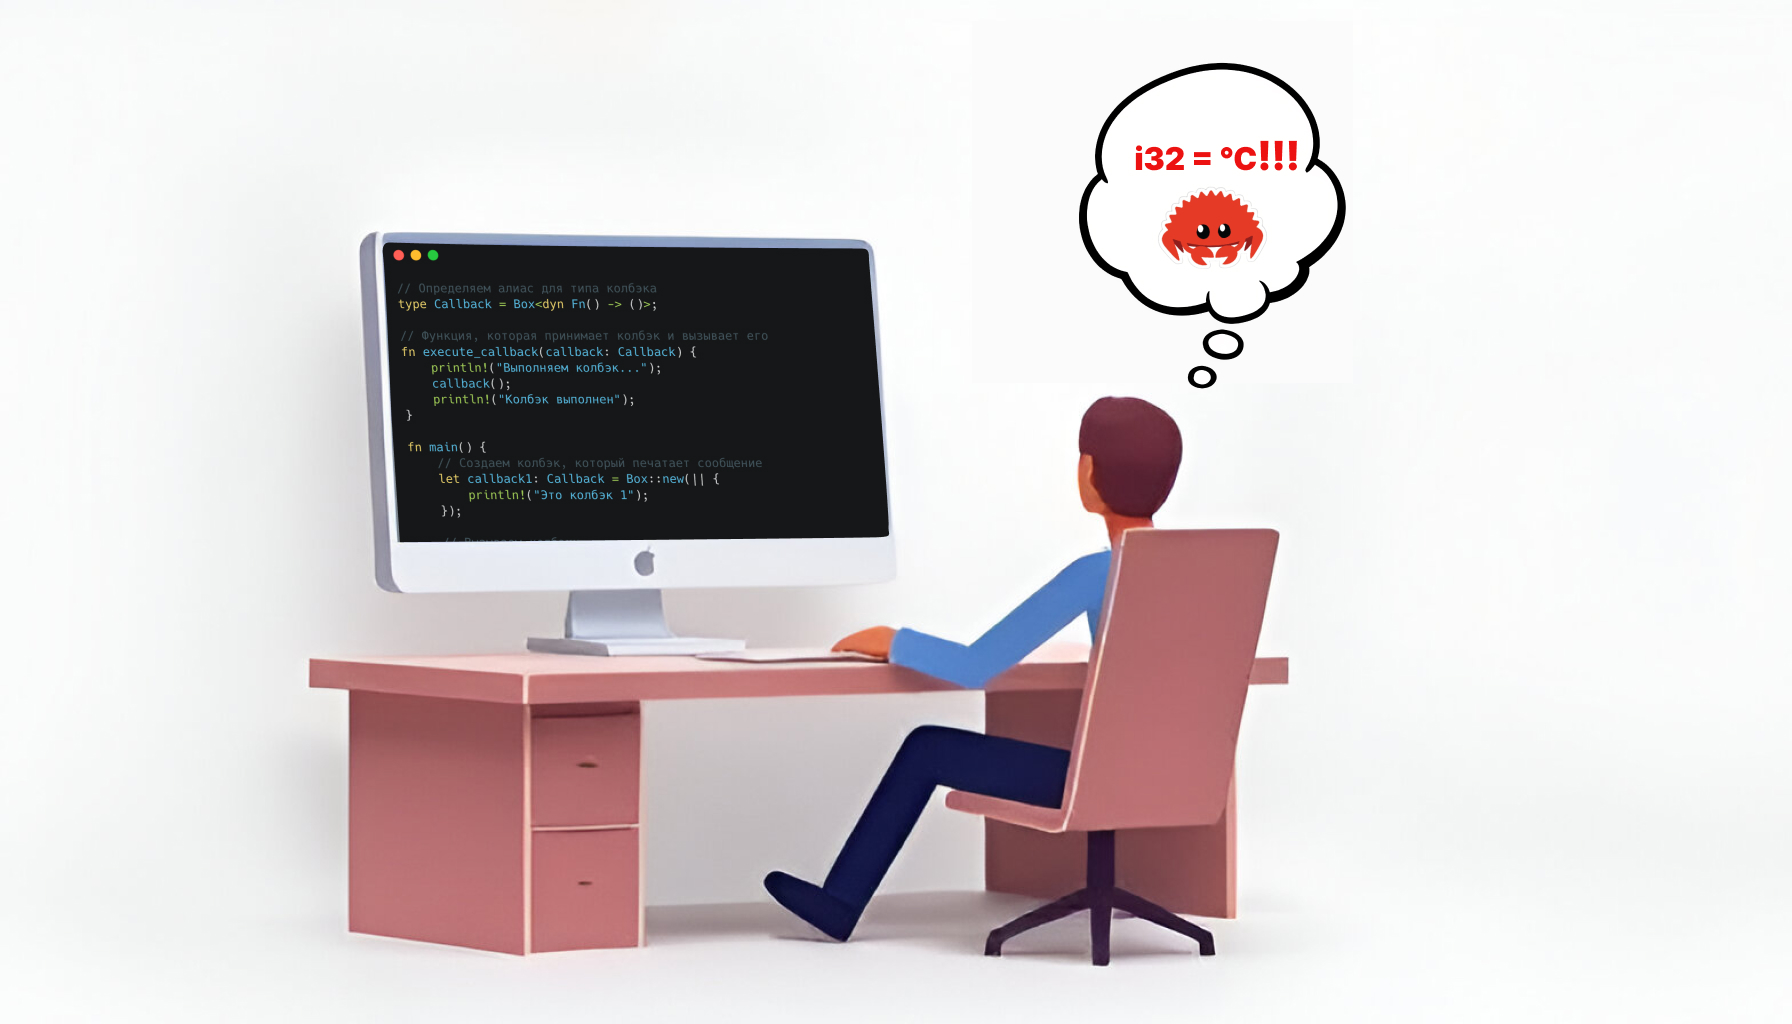 i32 = °C!!!
// Определяем алиас для типа колбэка
type Callback = Box<dyn Fn() -> ()>;
// Функция, которая принимает колбэк и вызывает его
fn execute_callback(callback: Callback) {
println!("Выполняем колбэк...");
callback();
println!("Колбэк выполнен");
}
fn main() {
// Создаем колбэк, который печатает сообщение
let callback1: Callback = Box::new(|| {
println!("Это колбэк 1");
});
//